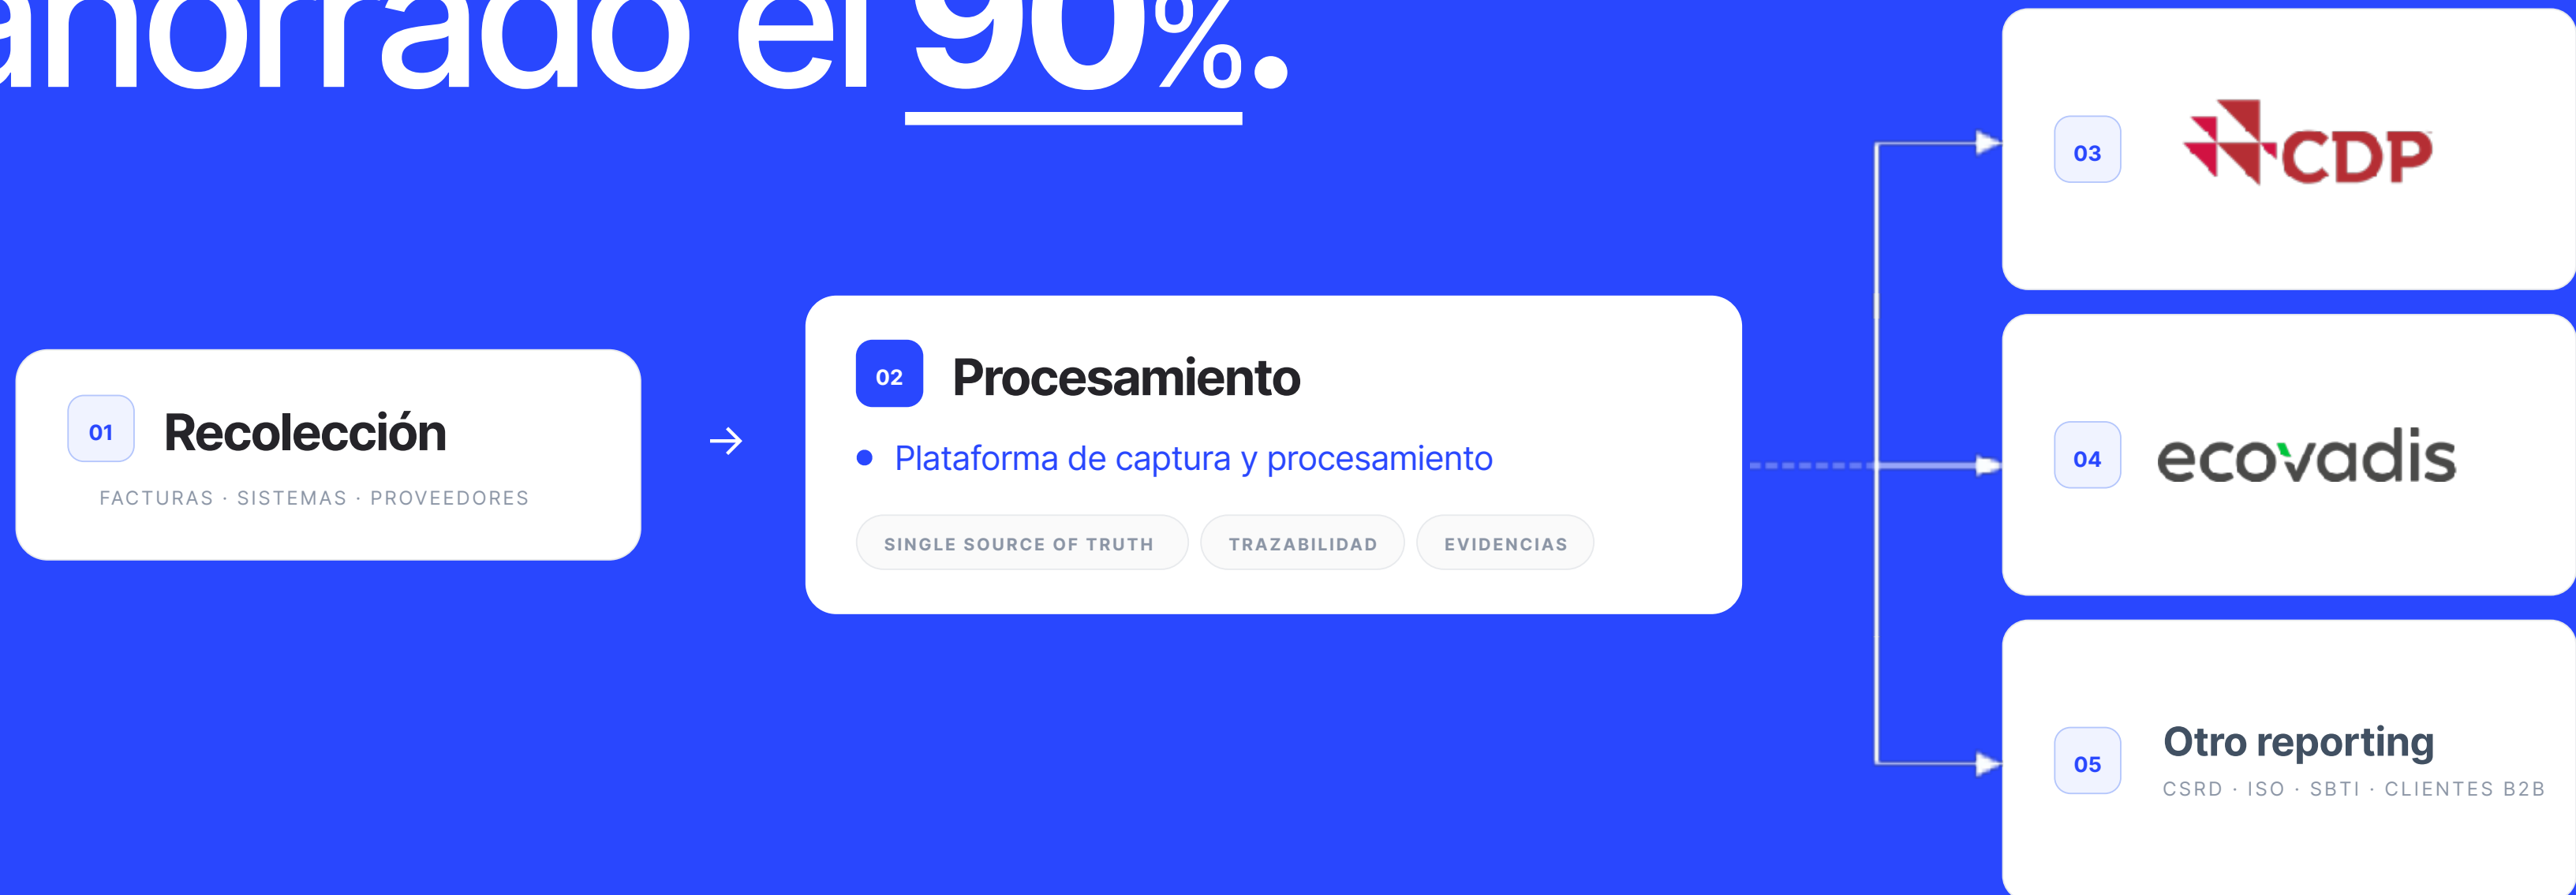 ahorrado el 90%.
01
Recolección
FACTURAS · SISTEMAS · PROVEEDORES
02
Procesamiento
Plataforma de captura y procesamiento
SINGLE SOURCE OF TRUTH
TRAZABILIDAD
EVIDENCIAS
03
CDP
04
ecovadis
05
Otro reporting
CSRD · ISO · SBTI · CLIENTES B2B